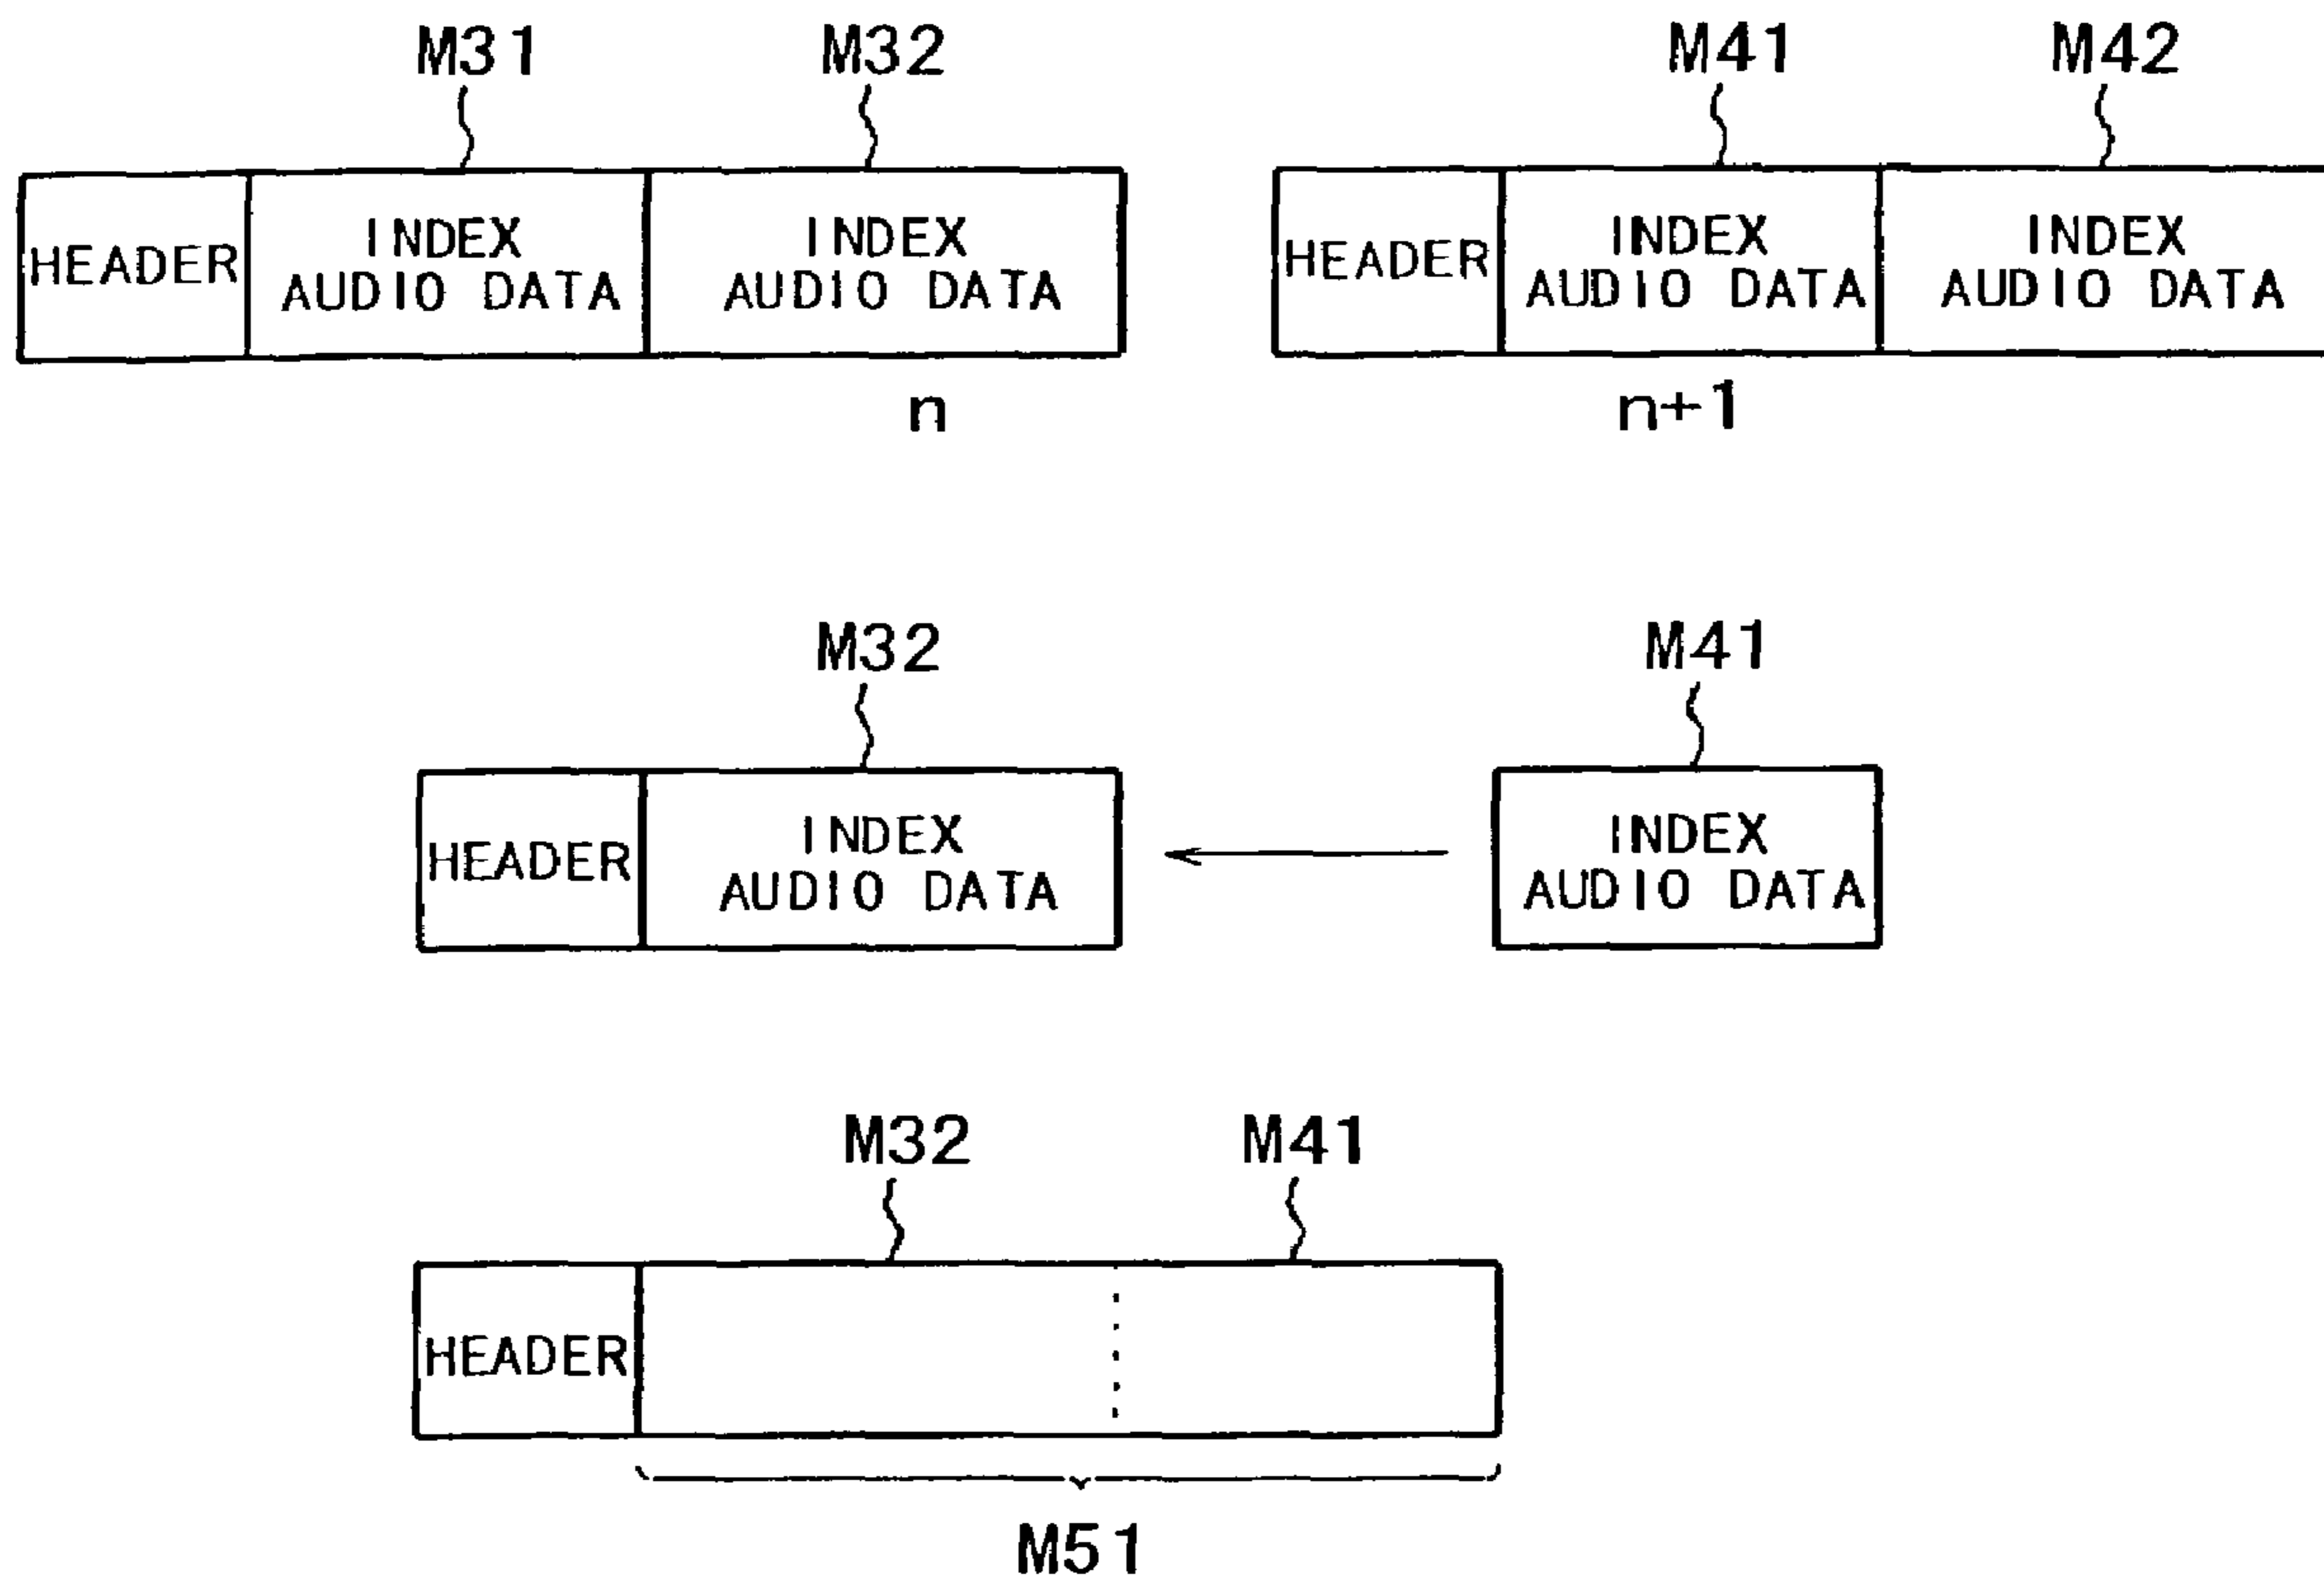 M31 M32 M41 M42
HEADER INDEX AUDIO DATA INDEX AUDIO DATA HEADER INDEX AUDIO DATA INDEX AUDIO DATA
n n+1
M32 M41
HEADER INDEX AUDIO DATA INDEX AUDIO DATA
M32 M41
HEADER
M51